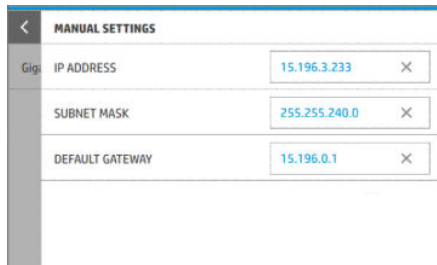 MANUAL SETTINGS
Giga
IP ADDRESS 15.196.3.233
SUBNET MASK 255.255.240.0
DEFAULT GATEWAY 15.196.0.1